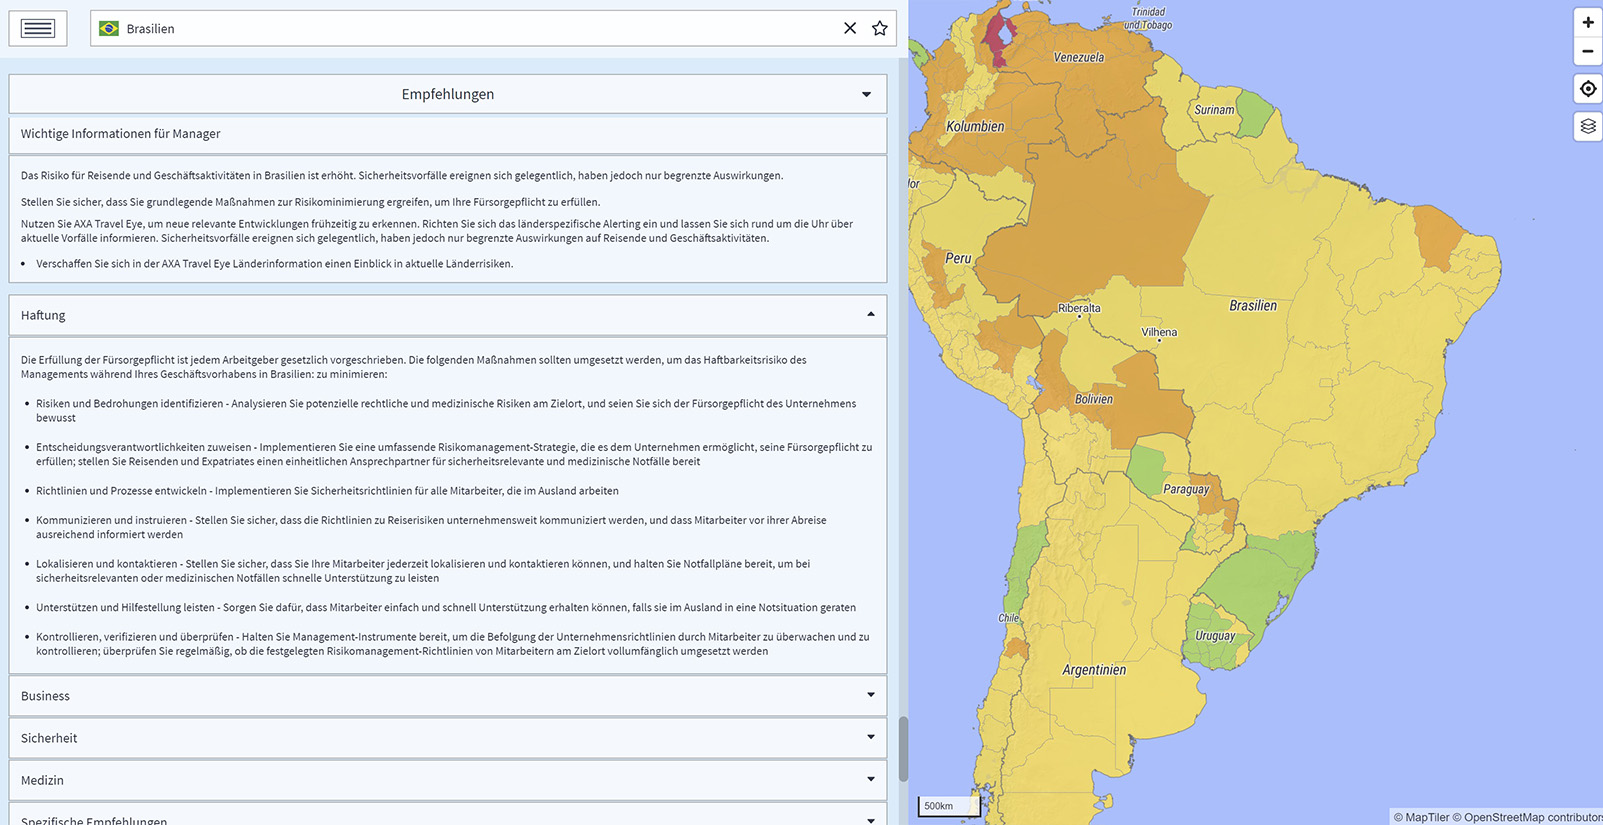 Brasilien
Empfehlungen
Wichtige Informationen für Manager
Das Risiko für Reisende und Geschäftsaktivitäten in Brasilien ist erhöht. Sicherheitsvorfälle ereignen sich gelegentlich, haben jedoch nur begrenzte Auswirkungen.
Stellen Sie sicher, dass Sie grundlegende Maßnahmen zur Risikominimierung ergreifen, um Ihre Fürsorgepflicht zu erfüllen.
Nutzen Sie AXA Travel Eye, um neue relevante Entwicklungen frühzeitig zu erkennen. Richten Sie sich das länderspezifische Alerting ein und lassen Sie sich rund um die Uhr über
aktuelle Vorfälle informieren. Sicherheitsvorfälle ereignen sich gelegentlich, haben jedoch nur begrenzte Auswirkungen auf Reisende und Geschäftsaktivitäten.
• Verschaffen Sie sich in der AXA Travel Eye Länderinformation einen Einblick in aktuelle Länderrisiken.
Haftung
Die Erfüllung der Fürsorgepflicht ist jedem Arbeitgeber gesetzlich vorgeschrieben. Die folgenden Maßnahmen sollten umgesetzt werden, um das Haftbarkeitsrisiko des
Managements während Ihres Geschäftsvorhabens in Brasilien: zu minimieren:
• Risiken und Bedrohungen identifizieren - Analysieren Sie potenzielle rechtliche und medizinische Risiken am Zielort, und seien Sie sich der Fürsorgepflicht des Unternehmens
bewusst
• Entscheidungsverantwortlichkeiten zuweisen - Implementieren Sie eine umfassende Risikomanagement-Strategie, die es dem Unternehmen ermöglicht, seine Fürsorgepflicht zu
erfüllen; stellen Sie Reisenden und Expatriates einen einheitlichen Ansprechpartner für sicherheitsrelevante und medizinische Notfälle bereit
• Richtlinien und Prozesse entwickeln - Implementieren Sie Sicherheitsrichtlinien für alle Mitarbeiter, die im Ausland arbeiten
• Kommunizieren und instruieren - Stellen Sie sicher, dass die Richtlinien zu Reiserisiken unternehmensweit kommuniziert werden, und dass Mitarbeiter vor ihrer Abreise
ausreichend informiert werden
• Lokalisieren und kontaktieren - Stellen Sie sicher, dass Sie Ihre Mitarbeiter jederzeit lokalisieren und kontaktieren können, und halten Sie Notfallpläne bereit, um bei
sicherheitsrelevanten oder medizinischen Notfällen schnelle Unterstützung zu leisten
• Unterstützen und Hilfestellung leisten - Sorgen Sie dafür, dass Mitarbeiter einfach und schnell Unterstützung erhalten können, falls sie im Ausland in eine Notsituation geraten
• Kontrollieren, verifizieren und überprüfen - Halten Sie Management-Instrumente bereit, um die Befolgung der Unternehmensrichtlinien durch Mitarbeiter zu überwachen und zu
kontrollieren; überprüfen Sie regelmäßig, ob die festgelegten Risikomanagement-Richtlinien von Mitarbeitern am Zielort vollumfänglich umgesetzt werden
Business
Sicherheit
Medizin
Spezifische Empfehlungen
Trinidad
und Tobago
Venezuela
Surinam
Kolumbien
dor
Peru
Riberalta
Brasilien
Vilhena
Bolivien
Paraguay
Chile
Uruguay
Argentinien
500km
© MapTiler © OpenStreetMap contributors